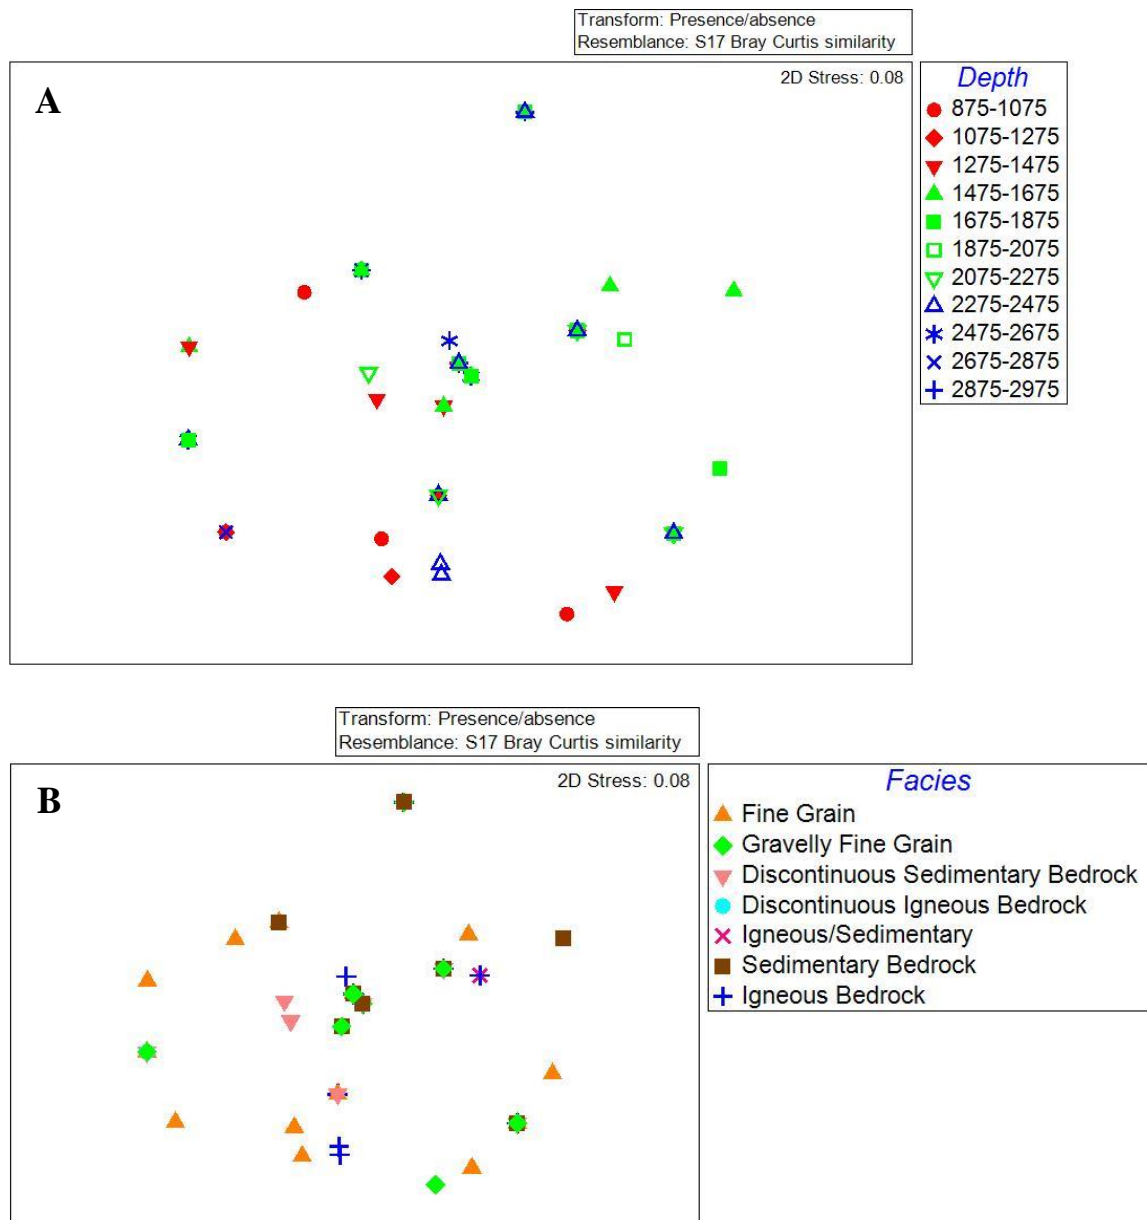 Transform: Presence/absence
Resemblance: S17 Bray Curtis similarity
A
2D Stress: 0.08
Depth
875-1075
1075-1275
1275-1475
1475-1675
1675-1875
1875-2075
2075-2275
2275-2475
2475-2675
2675-2875
2875-2975
Transform: Presence/absence
Resemblance: S17 Bray Curtis similarity
B
2D Stress: 0.08
Facies
Fine Grain
Gravelly Fine Grain
Discontinuous Sedimentary Bedrock
Discontinuous Igneous Bedrock
Igneous/Sedimentary
Sedimentary Bedrock
Igneous Bedrock